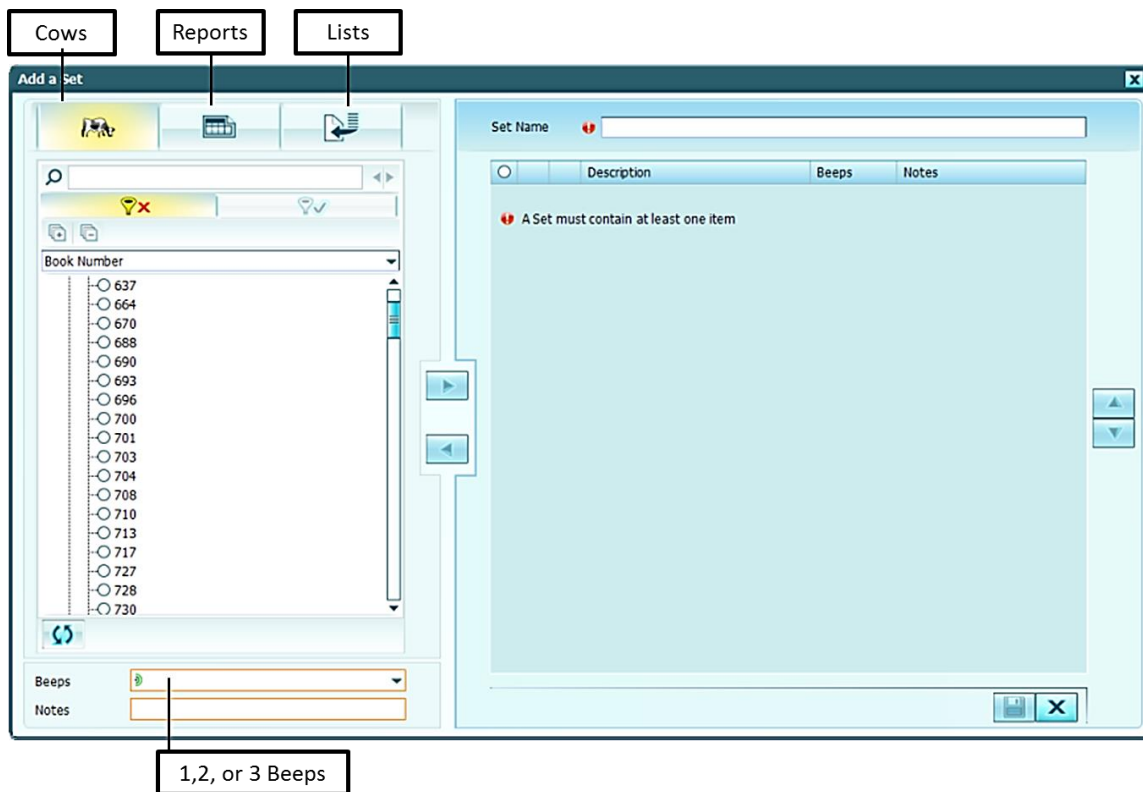 Cows
Reports
Lists
Add a Set
Set Name
Book Number
637
664
670
688
690
693
696
700
701
703
704
708
710
713
717
727
728
730
Description Beeps Notes
A Set must contain at least one item
Beeps
Notes
1,2, or 3 Beeps